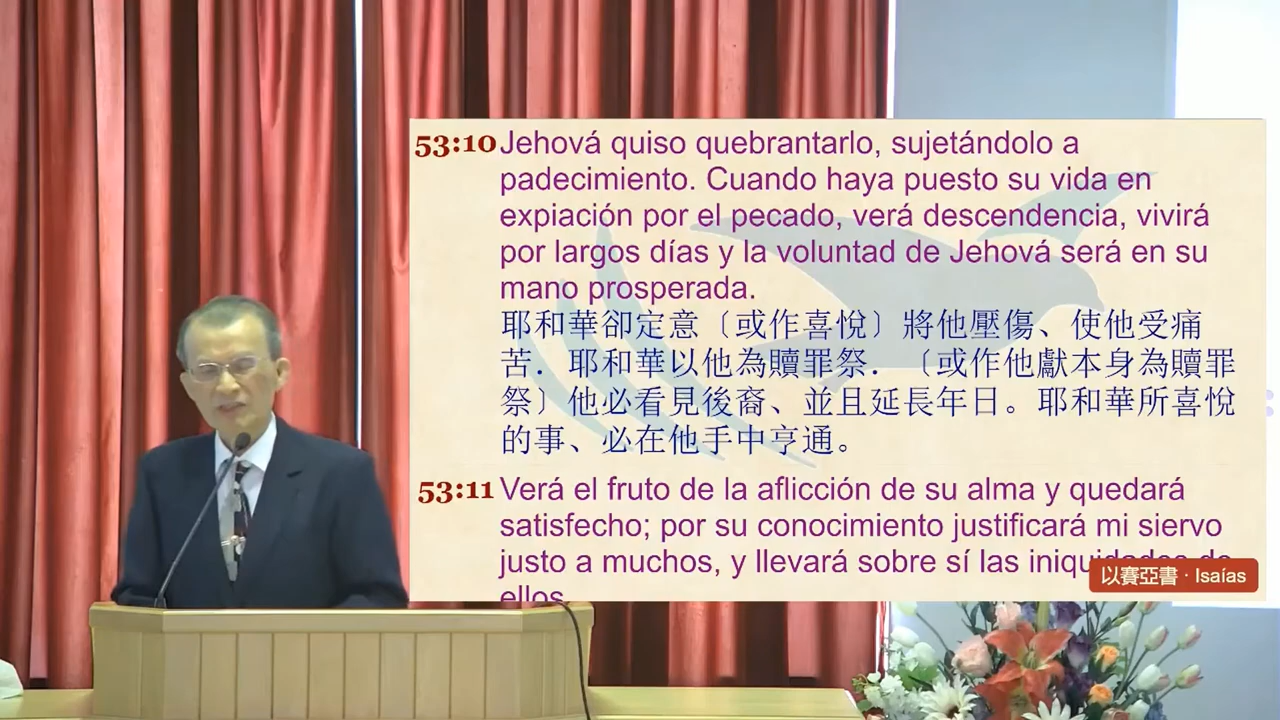 53:10 Jehová quiso quebrantarlo, sujetándolo a
padecimiento. Cuando haya puesto su vida en
expiación por el pecado, verá descendencia, vivirá
por largos días y la voluntad de Jehová será en su
mano prosperada.
耶和華卻定意〔或作喜悅〕將他壓傷、使他受痛
苦．耶和華以他為贖罪祭．〔或作他獻本身為贖罪
祭〕他必看見後裔、並且延長年日。耶和華所喜悅
的事、必在他手中亨通。
53:11 Verá el fruto de la aflicción de su alma y quedará
satisfecho; por su conocimiento justificará mi siervo
justo a muchos, y llevará sobre sí las iniquidades de
ellos
以賽亞書 · Isaías